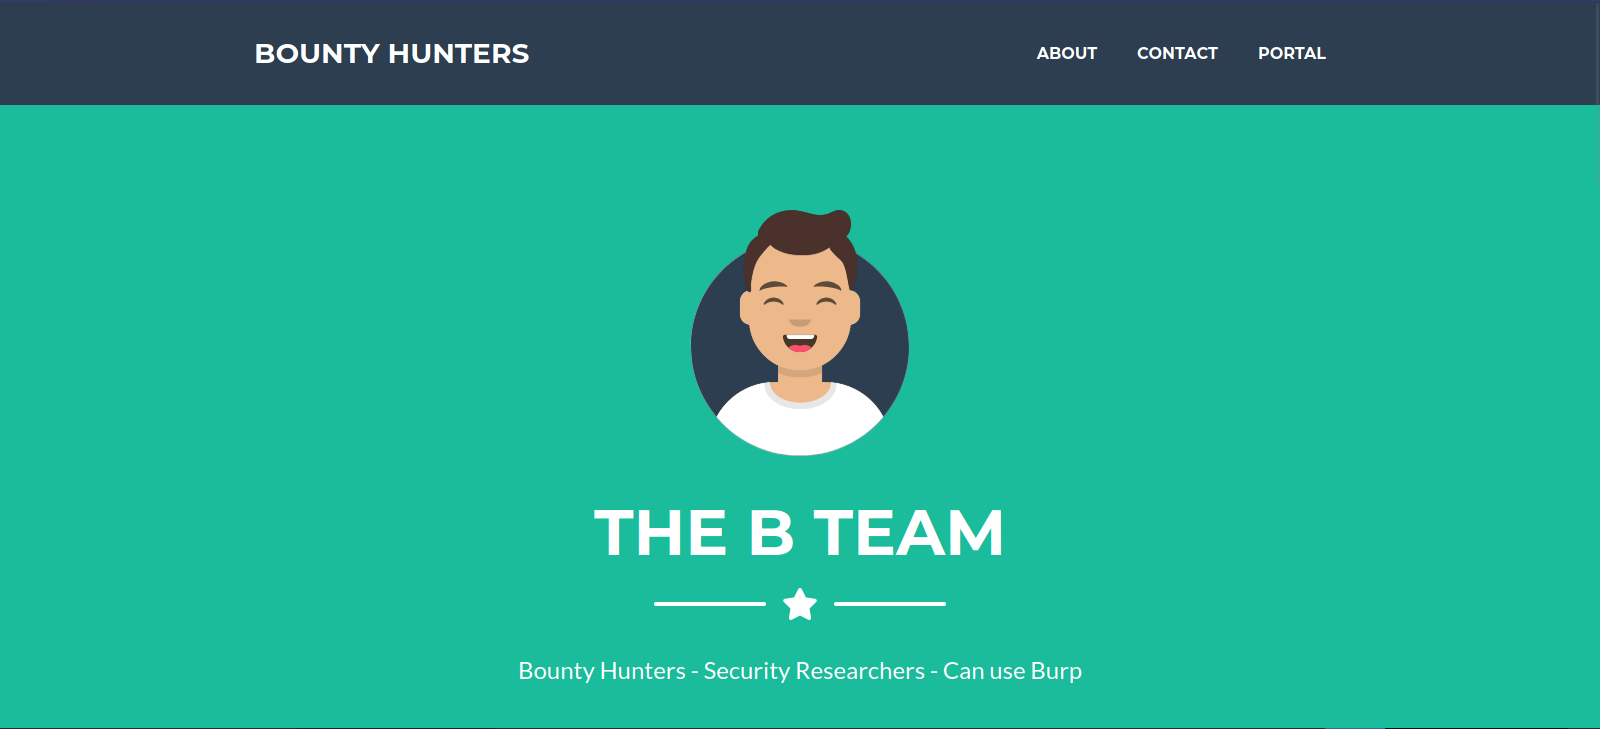 BOUNTY HUNTERS
ABOUT CONTACT PORTAL
THE B TEAM
Bounty Hunters - Security Researchers - Can use Burp